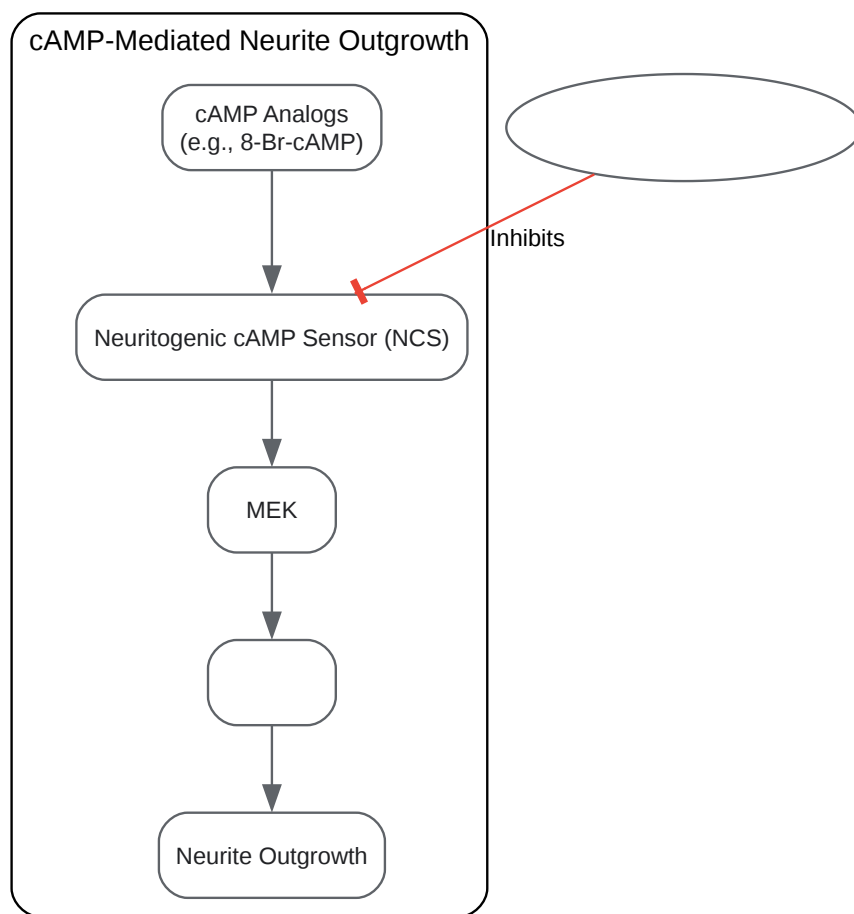 cAMP-Mediated Neurite Outgrowth
cAMP Analogs
(e.g., 8-Br-cAMP)
Inhibits
Neuritogenic cAMP Sensor (NCS)
MEK
Neurite Outgrowth